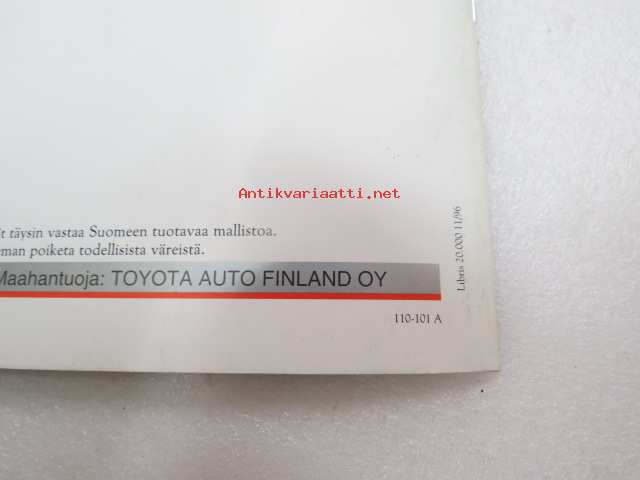 Antikvariaatti.net
t täysin vastaa Suomeen tuotavaa mallistoa.
man poiketa todellisista väreistä.
Maahantuoja: TOYOTA AUTO FINLAND OY
110-101 A
Libris 20.000 11/96